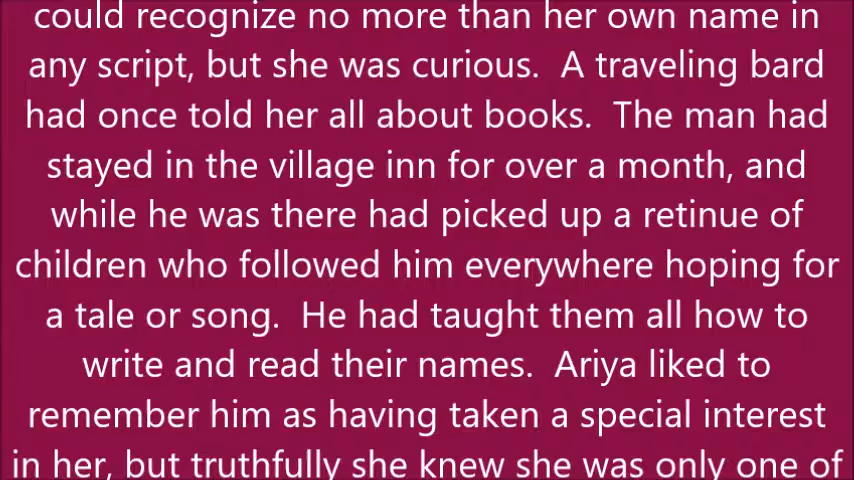 could recognize no more than her own name in
any script, but she was curious.  A traveling bard
had once told her all about books.  The man had
stayed in the village inn for over a month, and
while he was there had picked up a retinue of
children who followed him everywhere hoping for
a tale or song.  He had taught them all how to
write and read their names.  Ariya liked to
remember him as having taken a special interest
in her, but truthfully she knew she was only one of